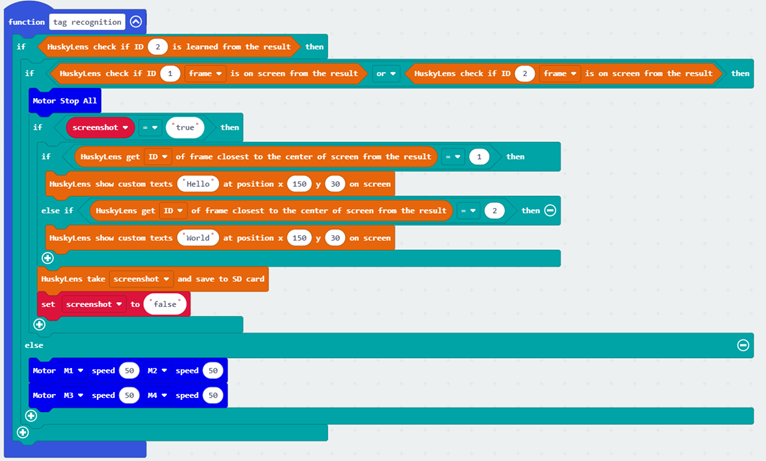 function tag recognition
if HuskyLens check if ID 2 is learned from the result then
if HuskyLens check if ID 1 frame is on screen from the result or HuskyLens check if ID 2 frame is on screen from the result then
Motor Stop All
if screenshot = "true" then
if HuskyLens get ID of frame closest to the center of screen from the result = 1 then
HuskyLens show custom texts "Hello" at position x 150 y 30 on screen
else if HuskyLens get ID of frame closest to the center of screen from the result = 2 then
HuskyLens show custom texts "World" at position x 150 y 30 on screen
HuskyLens take screenshot and save to SD card
set screenshot to "false"
else
Motor M1 speed 50 M2 speed 50
Motor M3 speed 50 M4 speed 50